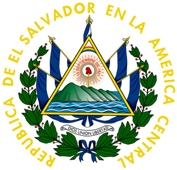 REPUBLICA DE EL SALVADOR EN LA AMERICA CENTRAL
DIOS UNION LIBERTAD